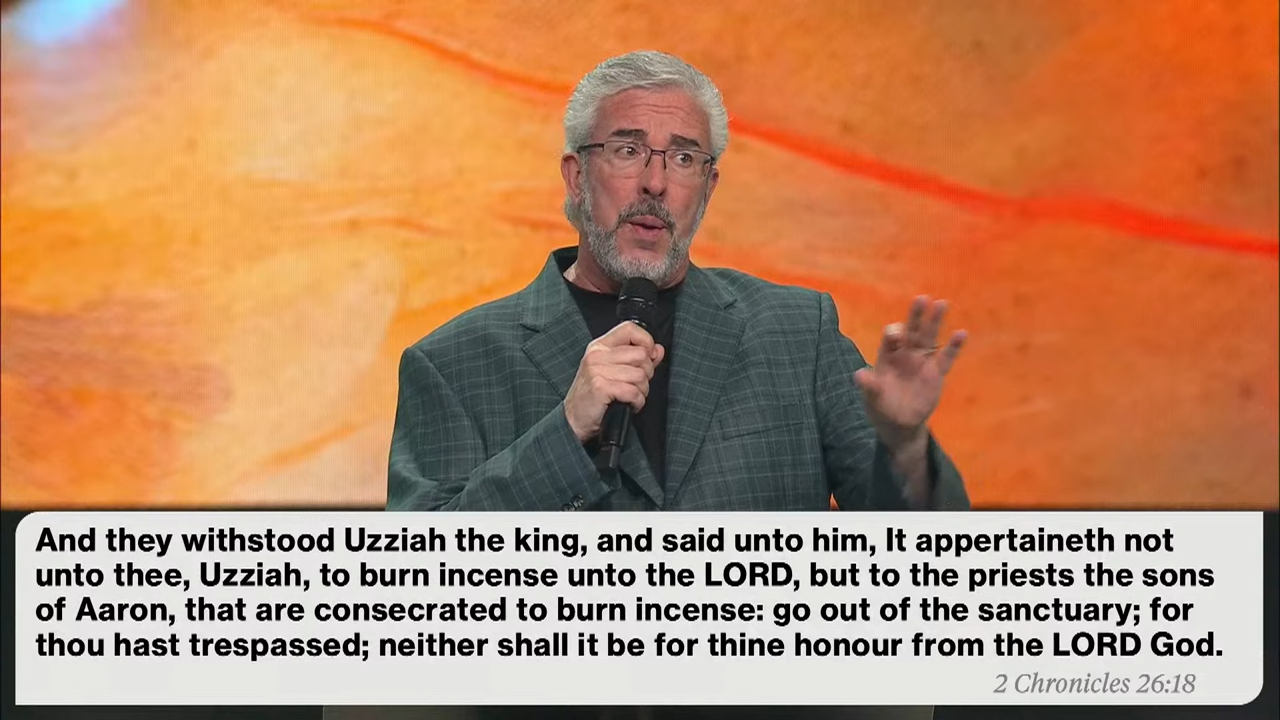 And they withstood Uzziah the king, and said unto him, It appertaineth not
unto thee, Uzziah, to burn incense unto the LORD, but to the priests the sons
of Aaron, that are consecrated to burn incense: go out of the sanctuary; for
thou hast trespassed; neither shall it be for thine honour from the LORD God.
2 Chronicles 26:18